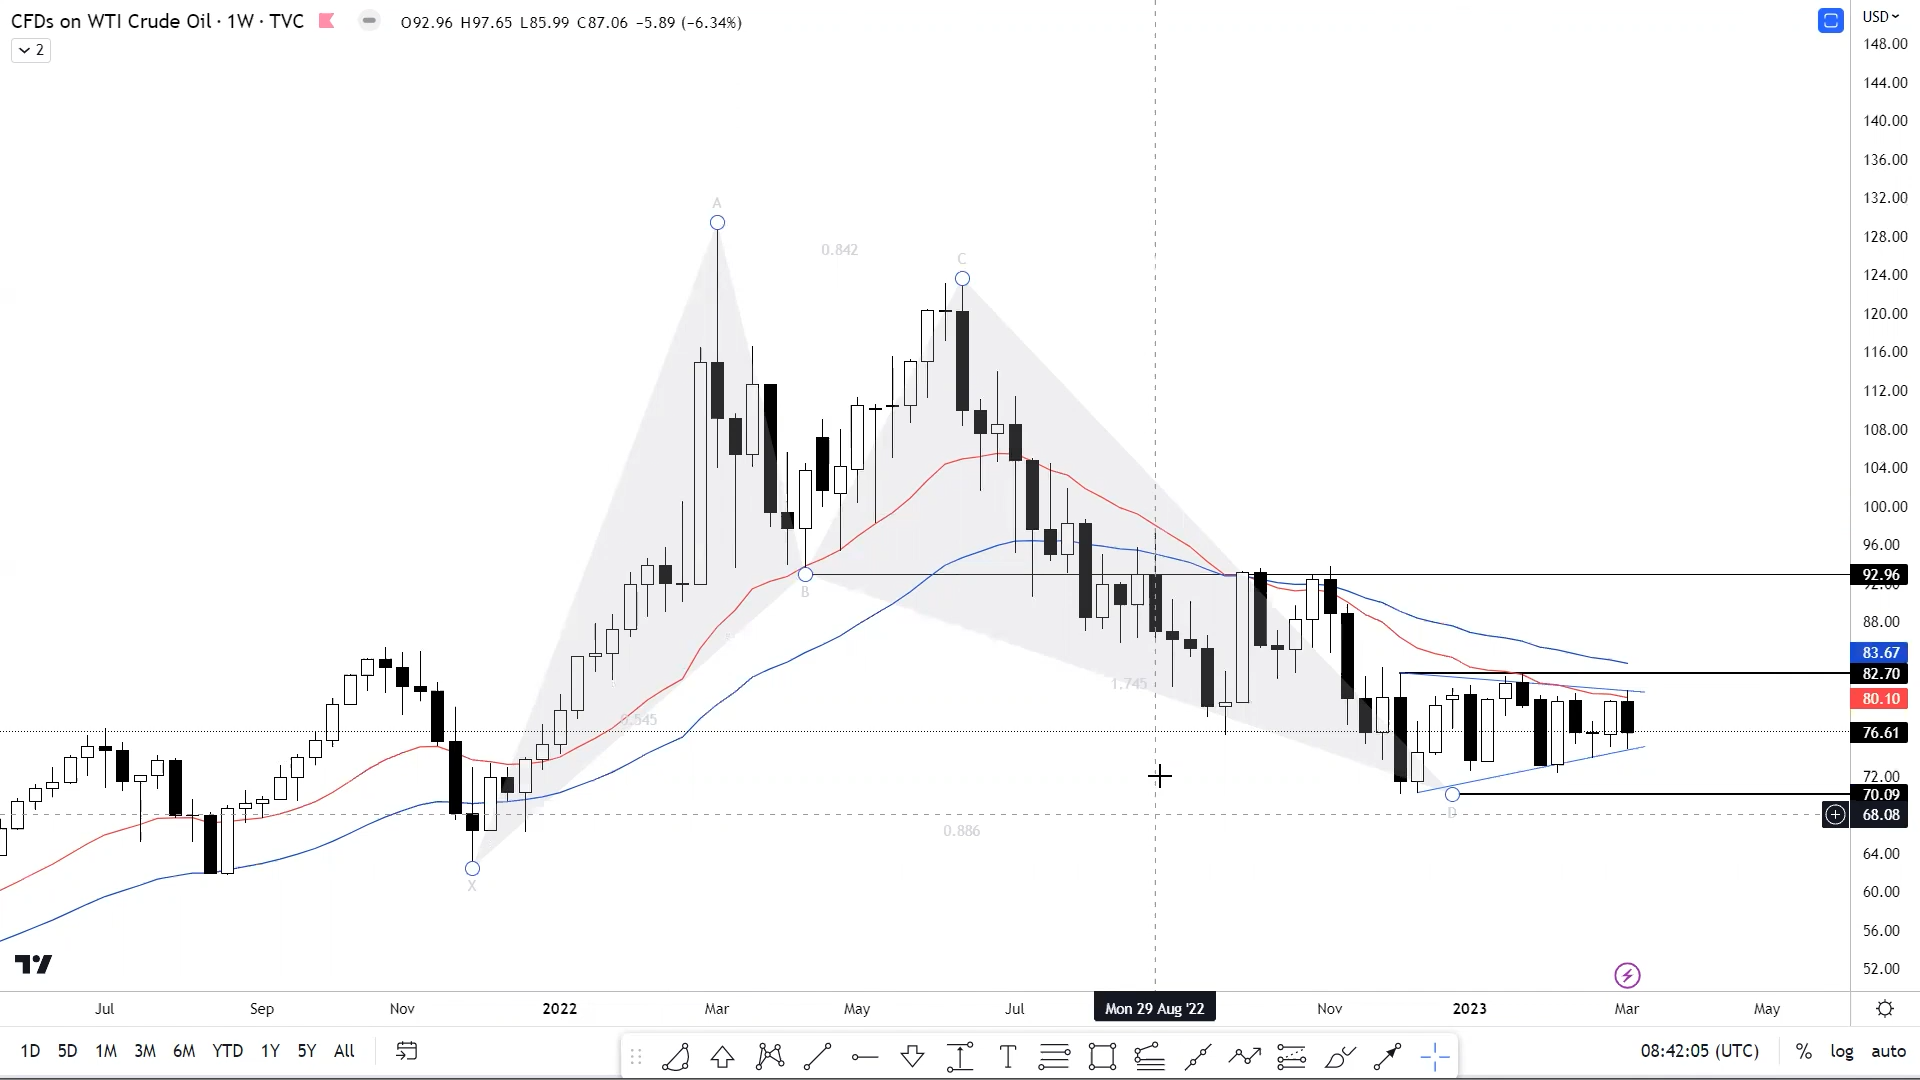 CFDs on WTI Crude Oil · 1W · TVC O92.96 H97.65 L85.99 C87.06 −5.89 (−6.34%)
2
USD
148.00
144.00
140.00
136.00
132.00
128.00
124.00
120.00
116.00
112.00
108.00
104.00
100.00
96.00
92.96
88.00
83.67
82.70
80.10
76.61
72.00
70.09
68.08
64.00
60.00
56.00
52.00
A
0.842
C
B
1.745
0.545
0.886
D
X
Jul Sep Nov 2022 Mar May Jul Mon 29 Aug '22 Nov 2023 Mar May
1D 5D 1M 3M 6M YTD 1Y 5Y All
T
08:42:05 (UTC) % log auto